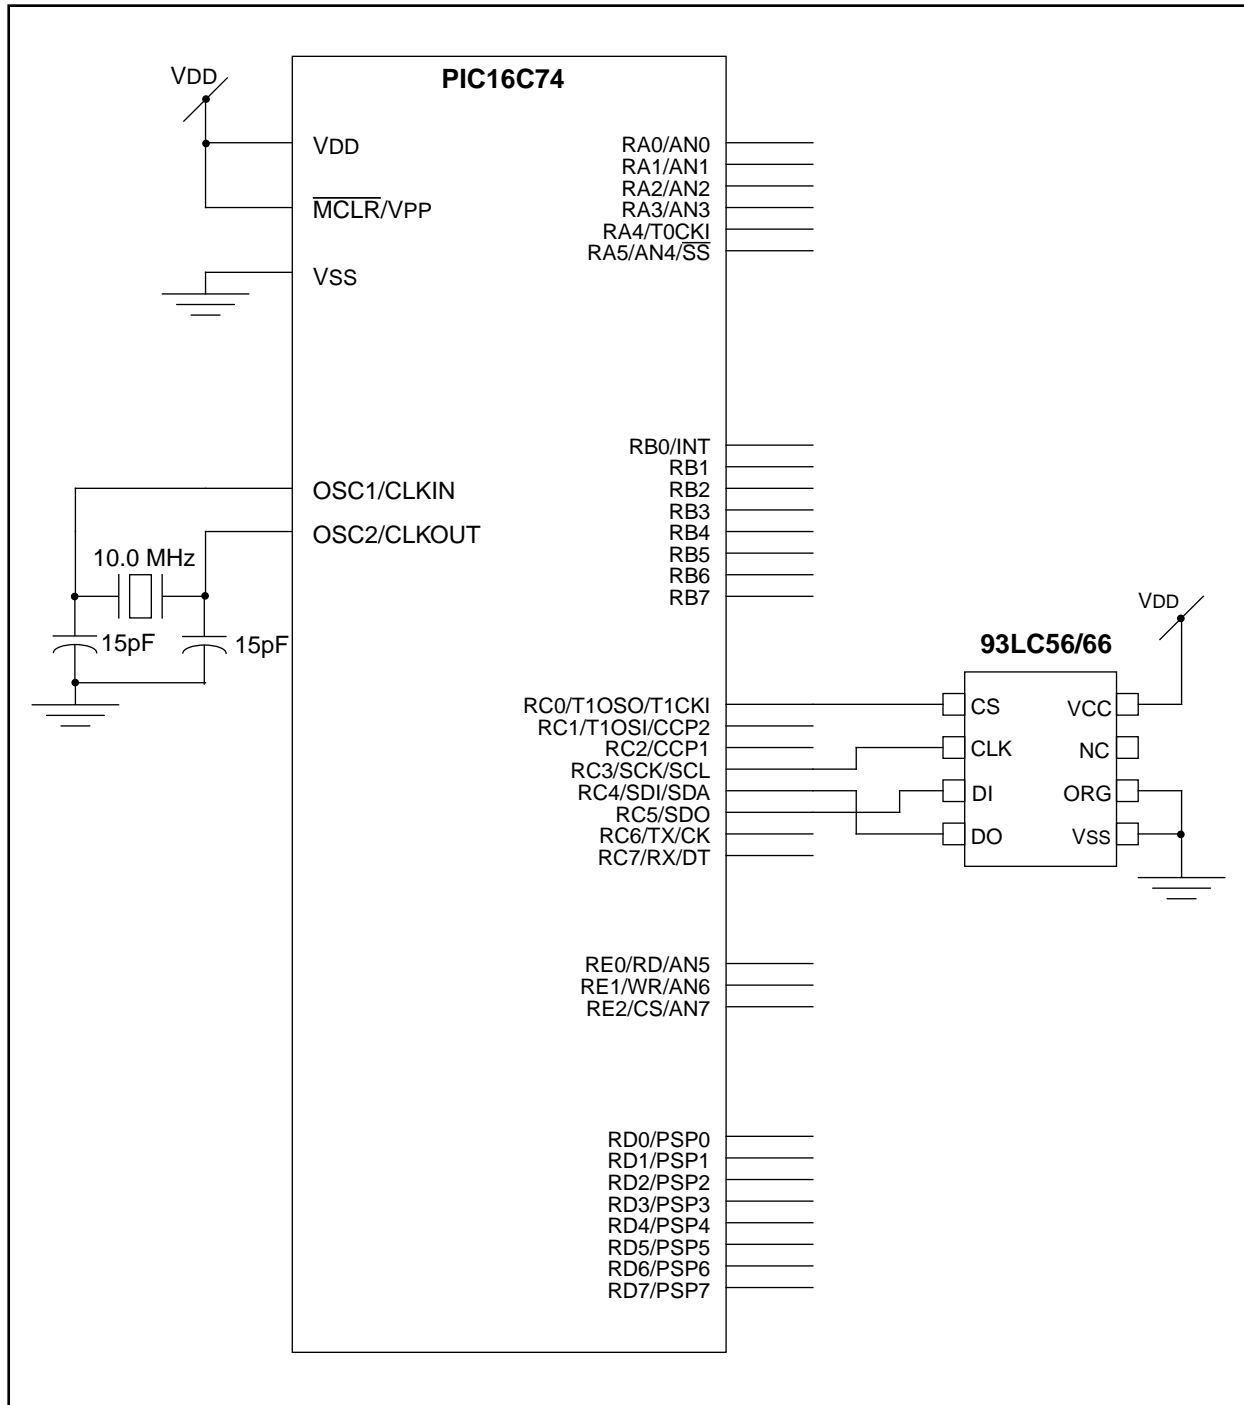 PIC16C74
VDD
VDD
MCLR/VPP
VSS
OSC1/CLKIN
OSC2/CLKOUT
10.0 MHz
15pF
15pF
RA0/AN0
RA1/AN1
RA2/AN2
RA3/AN3
RA4/T0CKI
RA5/AN4/SS
RB0/INT
RB1
RB2
RB3
RB4
RB5
RB6
RB7
RC0/T1OSO/T1CKI
RC1/T1OSI/CCP2
RC2/CCP1
RC3/SCK/SCL
RC4/SDI/SDA
RC5/SDO
RC6/TX/CK
RC7/RX/DT
RE0/RD/AN5
RE1/WR/AN6
RE2/CS/AN7
RD0/PSP0
RD1/PSP1
RD2/PSP2
RD3/PSP3
RD4/PSP4
RD5/PSP5
RD6/PSP6
RD7/PSP7
VDD
93LC56/66
CS
CLK
DI
DO
VCC
NC
ORG
VSS